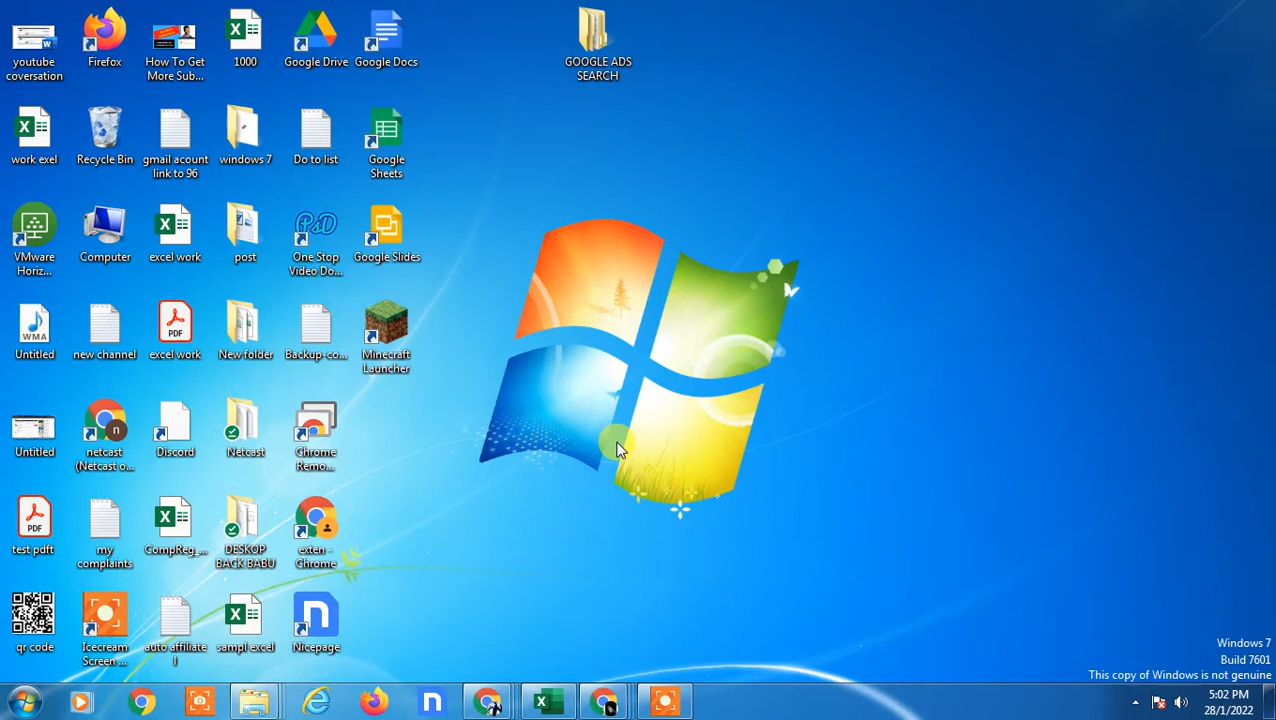 youtube
coversation
Firefox
How To Get
More Sub...
1000
Google Drive
Google Docs
GOOGLE ADS
SEARCH
work exel
Recycle Bin
gmail acount
link to 96
windows 7
Do to list
Google
Sheets
VMware
Horiz...
Computer
excel work
post
PSD
One Stop
Video Do...
Google Slides
WMA
Untitled
new channel
PDF
excel work
New folder
Backup-co...
Minecraft
Launcher
Untitled
n
netcast
(Netcast o...
Discord
Netcast
Chrome
Remo...
PDF
test pdft
my
complaints
CompReg_...
DESKOP
BACK BABU
exten -
Chrome
qr code
Icecream
Screen ...
auto affiliate
l
sampl excel
n
Nicepage
Windows 7
Build 7601
This copy of Windows is not genuine
5:02 PM
28/1/2022